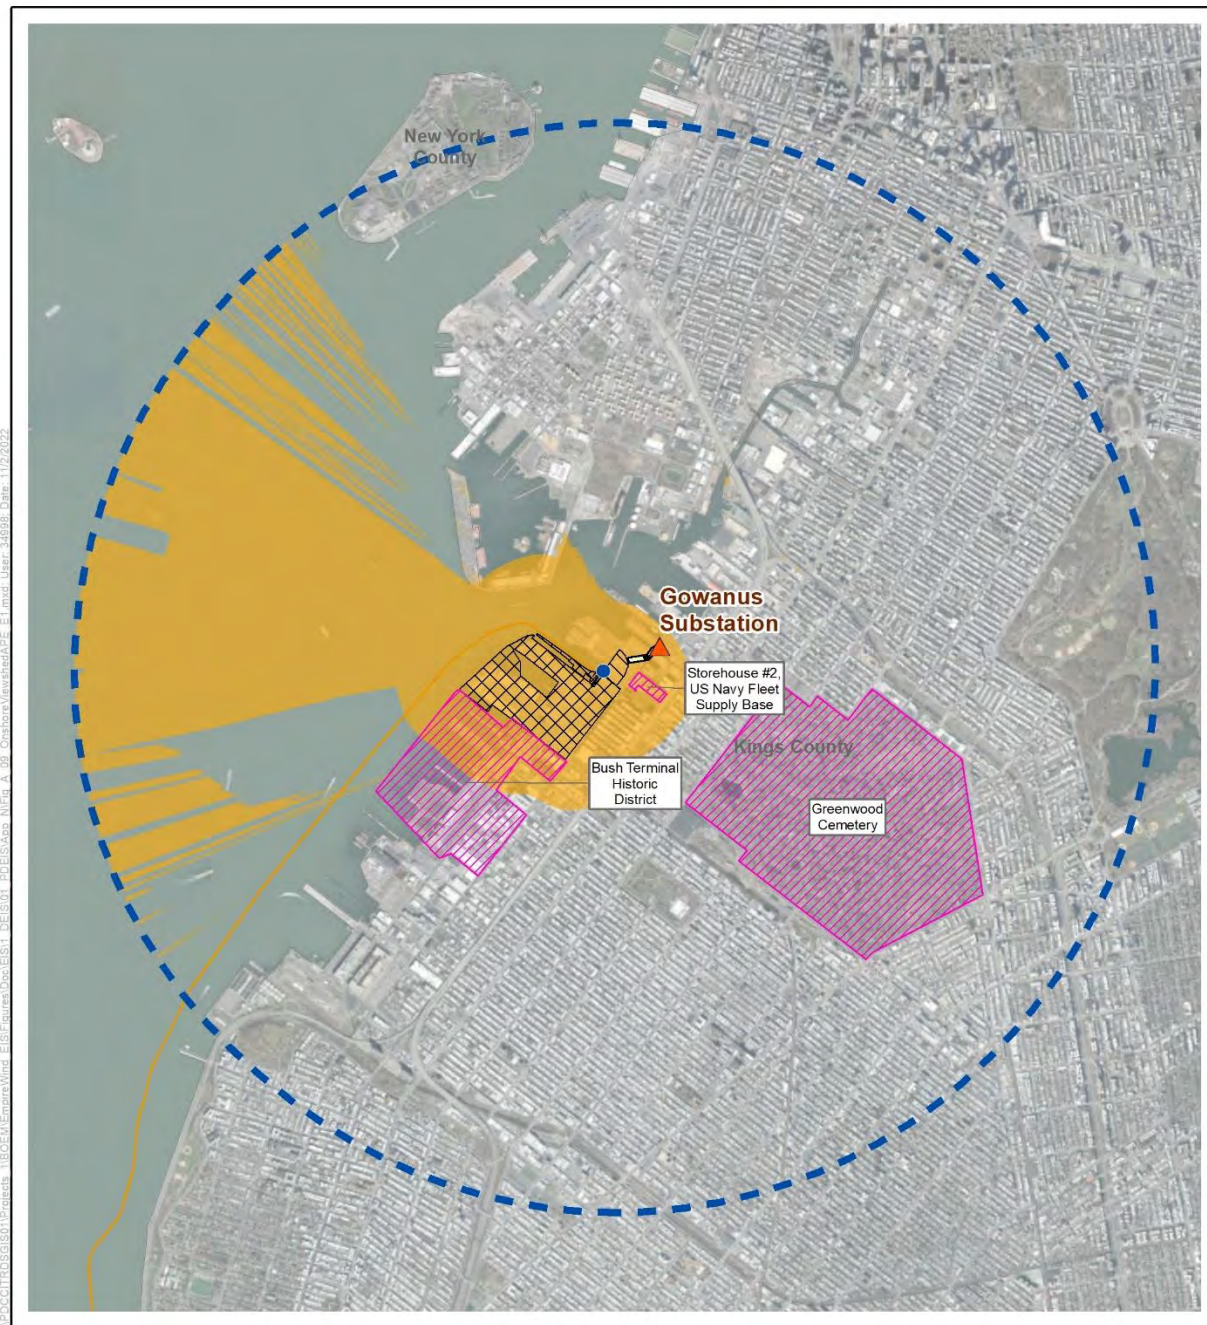 New York
County
Gowanus
Substation
Storehouse #2,
US Navy Fleet
Supply Base
Kings County
Bush Terminal
Historic
District
Greenwood
Cemetery